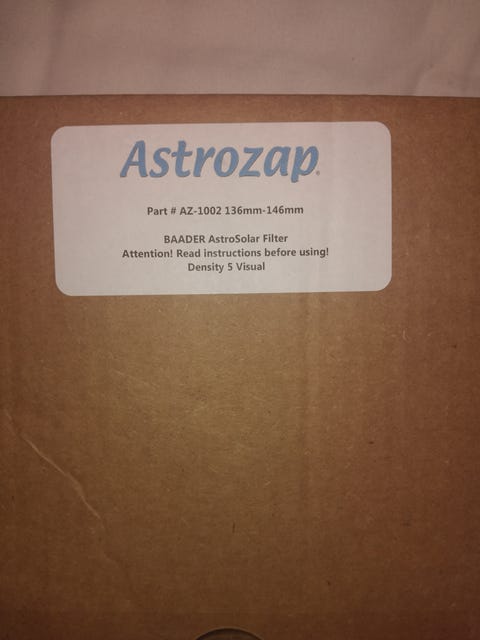 Astrozap®
Part # AZ-1002 136mm-146mm
BAADER AstroSolar Filter
Attention! Read instructions before using!
Density 5 Visual